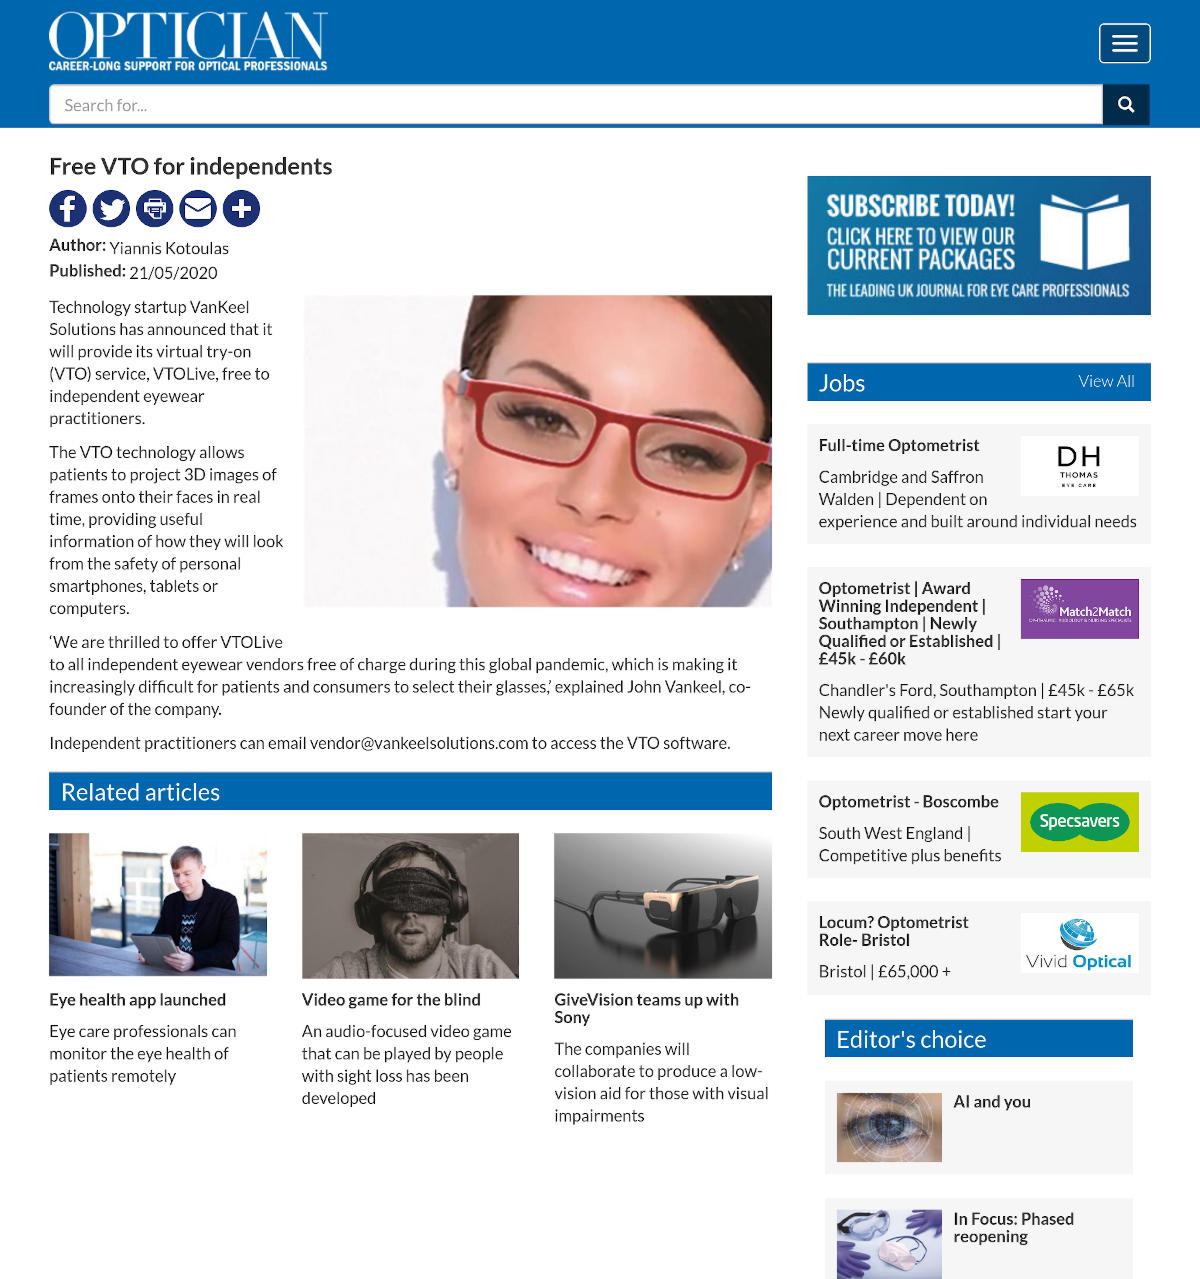 OPTICIAN
CAREER-LONG SUPPORT FOR OPTICAL PROFESSIONALS
Search for...
Free VTO for independents
Author: Yiannis Kotoulas
Published: 21/05/2020
Technology startup VanKeel
Solutions has announced that it
will provide its virtual try-on
(VTO) service, VTOLive, free to
independent eyewear
practitioners.
The VTO technology allows
patients to project 3D images of
frames onto their faces in real
time, providing useful
information of how they will look
from the safety of personal
smartphones, tablets or
computers.
‘We are thrilled to offer VTOLive
to all independent eyewear vendors free of charge during this global pandemic, which is making it
increasingly difficult for patients and consumers to select their glasses,’ explained John Vankeel, co-
founder of the company.
Independent practitioners can email vendor@vankeelsolutions.com to access the VTO software.
Related articles
Eye health app launched
Eye care professionals can
monitor the eye health of
patients remotely
Video game for the blind
An audio-focused video game
that can be played by people
with sight loss has been
developed
GiveVision teams up with
Sony
The companies will
collaborate to produce a low-
vision aid for those with visual
impairments
SUBSCRIBE TODAY!
CLICK HERE TO VIEW OUR
CURRENT PACKAGES
THE LEADING UK JOURNAL FOR EYE CARE PROFESSIONALS
Jobs View All
Full-time Optometrist
Cambridge and Saffron
Walden | Dependent on
experience and built around individual needs
DH
THOMAS
EYE CARE
Optometrist | Award
Winning Independent |
Southampton | Newly
Qualified or Established |
£45k - £60k
Match2Match
OPHTHALMIC, AUDIOLOGY & NURSING SPECIALISTS
Chandler's Ford, Southampton | £45k - £65k
Newly qualified or established start your
next career move here
Optometrist - Boscombe
South West England |
Competitive plus benefits
Specsavers
Locum? Optometrist
Role- Bristol
Bristol | £65,000 +
Vivid Optical
Editor's choice
AI and you
In Focus: Phased
reopening